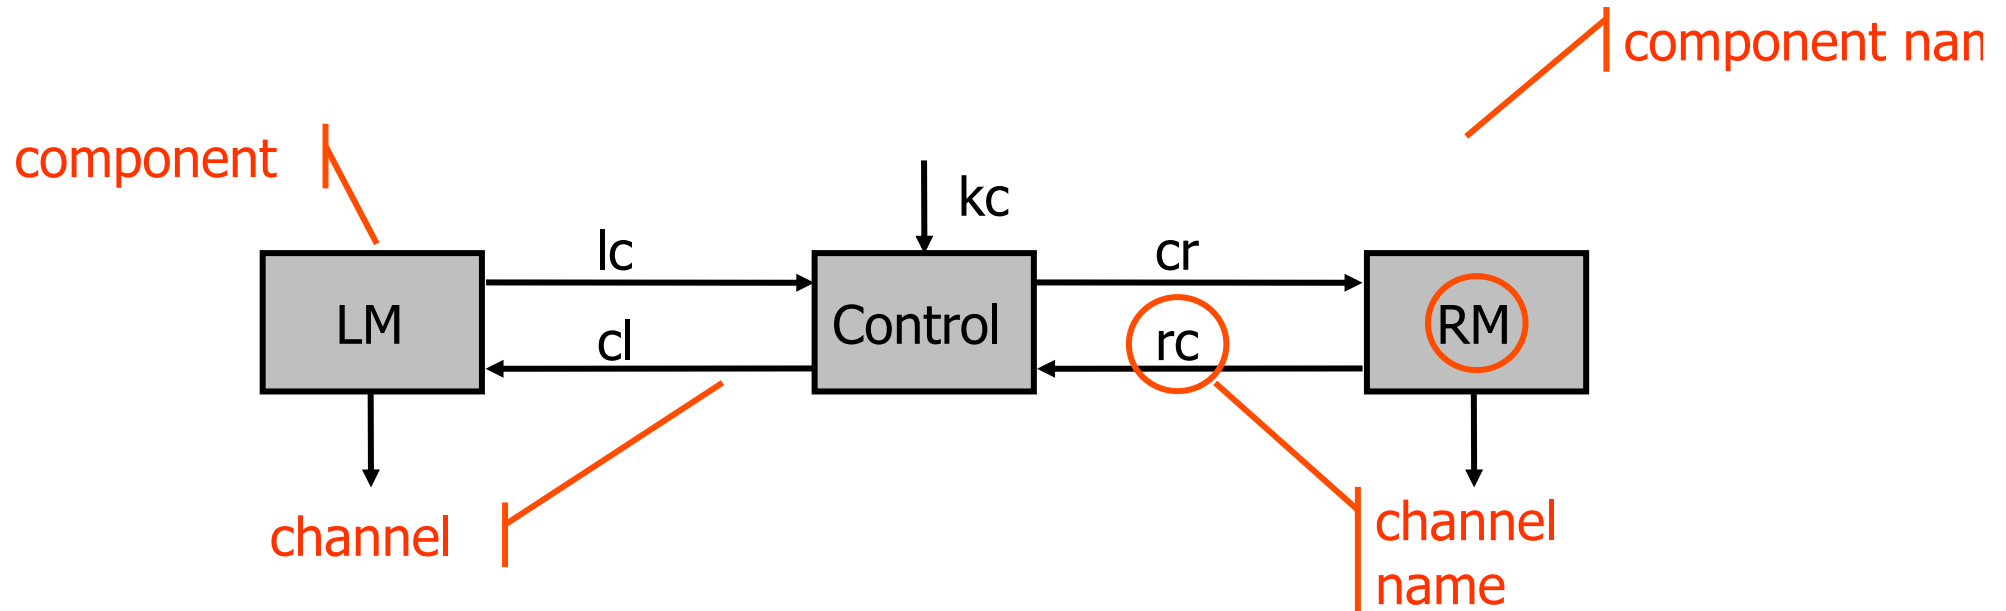 component nan
component
kc
lc
cr
LM
Control
RM
cl
rc
channel
channel
name